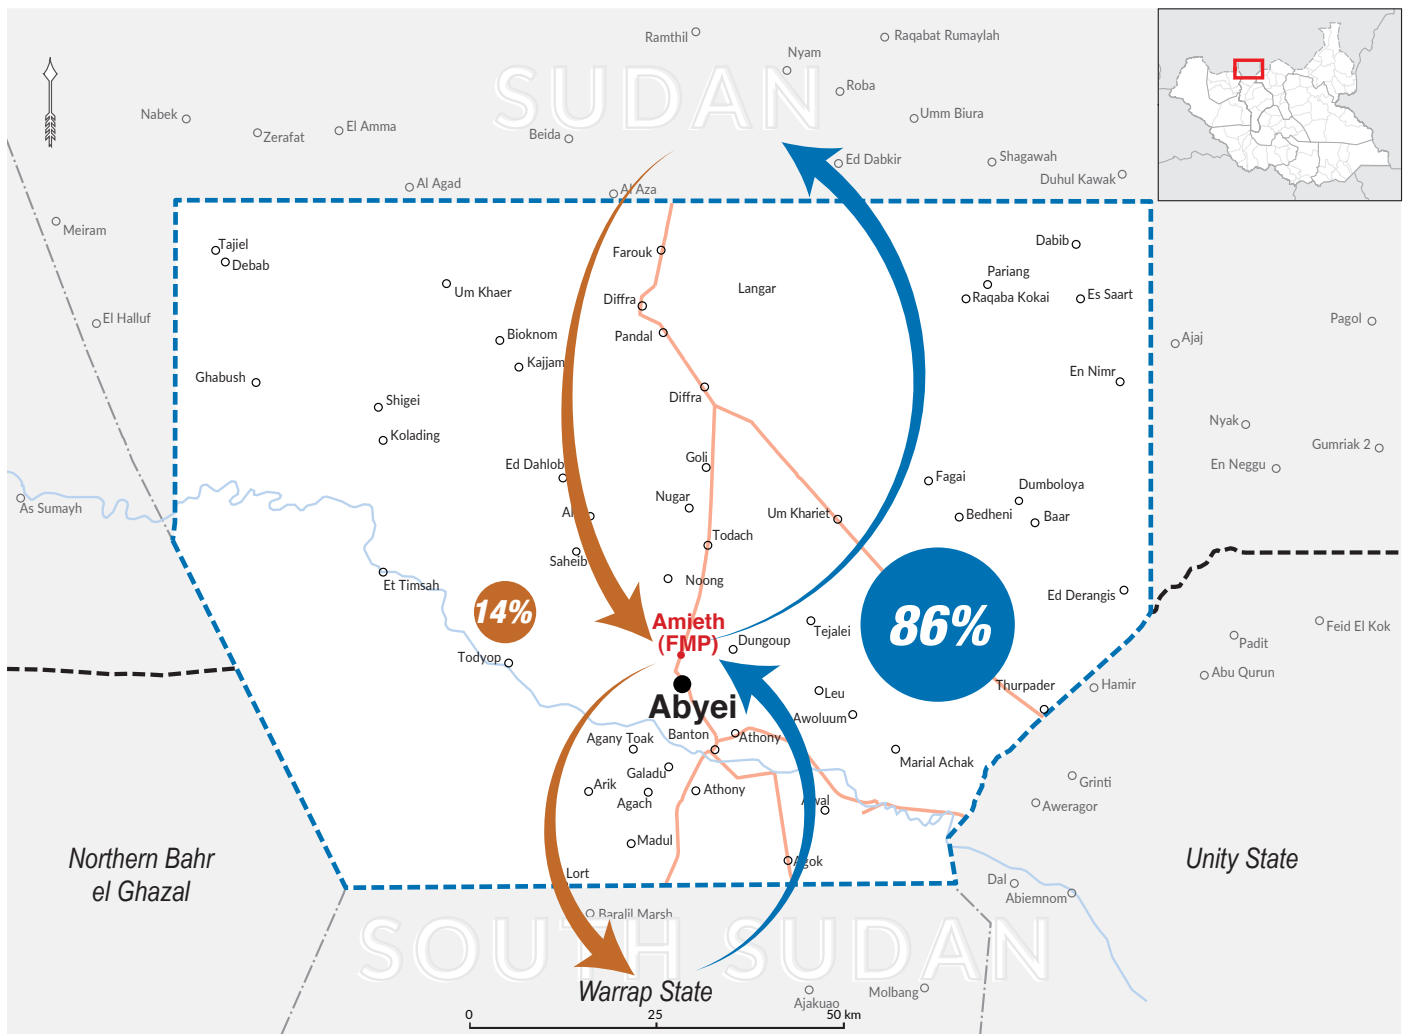 Ramthil
Raqabat Rumaylah
Nyam
SUDAN
Roba
Nabek
Umm Biura
El Amma
Zerafat
Beida
Ed Dabkir
Shagawah
Duhul Kawak
Al Agad
Al Aza
Meiram
Tajiel
Debab
Farouk
Dabib
Pariang
Um Khaer
Langar
Raqaba Kokai
Es Saart
Diffra
El Halluf
Pagol
Bioknom
Pandal
Ajaj
Kajjam
Ghabush
En Nimr
Diffra
Shigei
Nyak
Kolading
Gumriak 2
Goli
Ed Dahlob
En Neggu
Fagai
Dumboloya
Nugar
As Sumayh
Um Khariet
Bedheni
Baar
Todach
Saheib
Noong
Et Timsah
Ed Derangis
14%
86%
Amieth
(FMP)
Tejalei
Feid El Kok
Dungoup
Padit
Todyop
Abu Qurun
Thurpader
Hamir
Leu
Abyei
Awoluum
Agany Toak
Banton
Athony
Marial Achak
Galadu
Grinti
Arik
Agach
Athony
Awal
Aweragor
Madul
Northern Bahr
el Ghazal
Agok
Unity State
Lort
Dal
Abiemnom
Baralil Marsh
SOUTH SUDAN
Warrap State
Ajakuao
Molbang
0
25
50 km